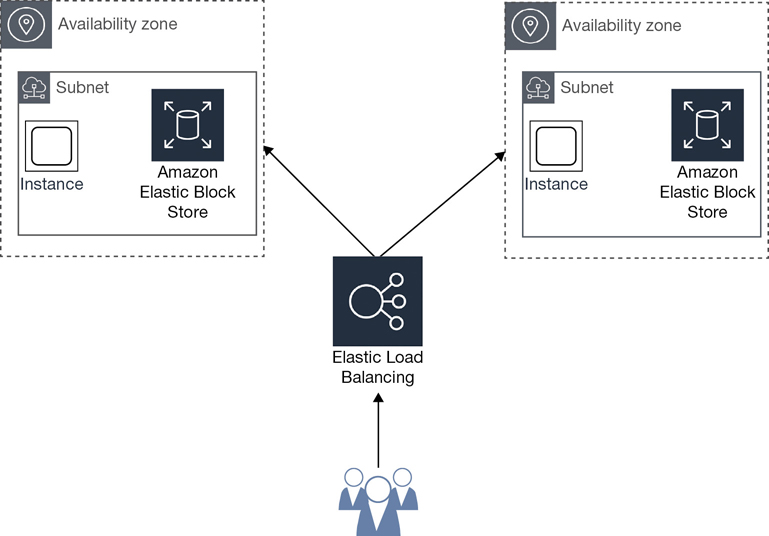 Availability zone
Subnet
Instance
Amazon
Elastic Block
Store
Availability zone
Subnet
Instance
Amazon
Elastic Block
Store
Elastic Load
Balancing